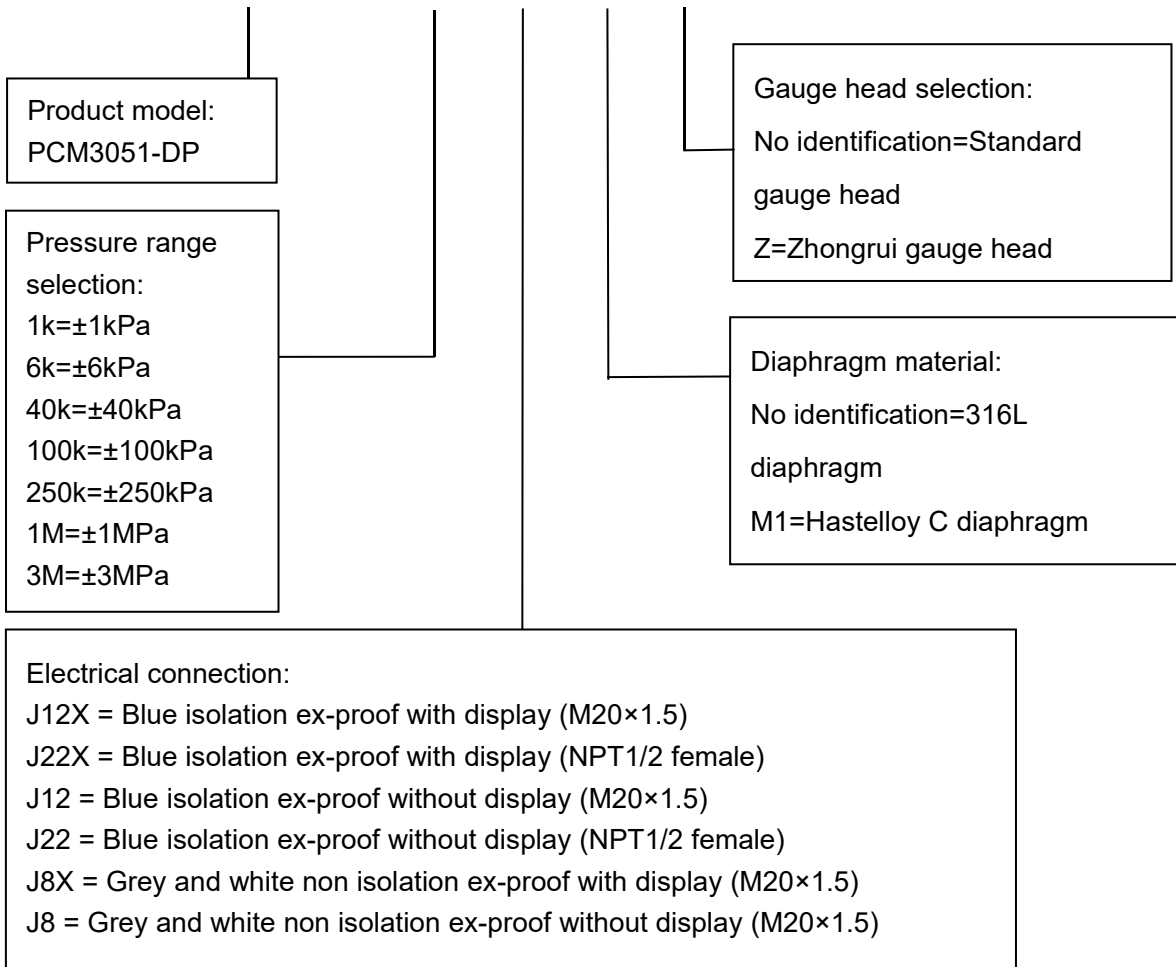 Product model:
PCM3051-DP
Pressure range
selection:
1k=±1kPa
6k=±6kPa
40k=±40kPa
100k=±100kPa
250k=±250kPa
1M=±1MPa
3M=±3MPa
Gauge head selection:
No identification=Standard
gauge head
Z=Zhongrui gauge head
Diaphragm material:
No identification=316L
diaphragm
M1=Hastelloy C diaphragm
Electrical connection:
J12X = Blue isolation ex-proof with display (M20×1.5)
J22X = Blue isolation ex-proof with display (NPT1/2 female)
J12 = Blue isolation ex-proof without display (M20×1.5)
J22 = Blue isolation ex-proof without display (NPT1/2 female)
J8X = Grey and white non isolation ex-proof with display (M20×1.5)
J8 = Grey and white non isolation ex-proof without display (M20×1.5)